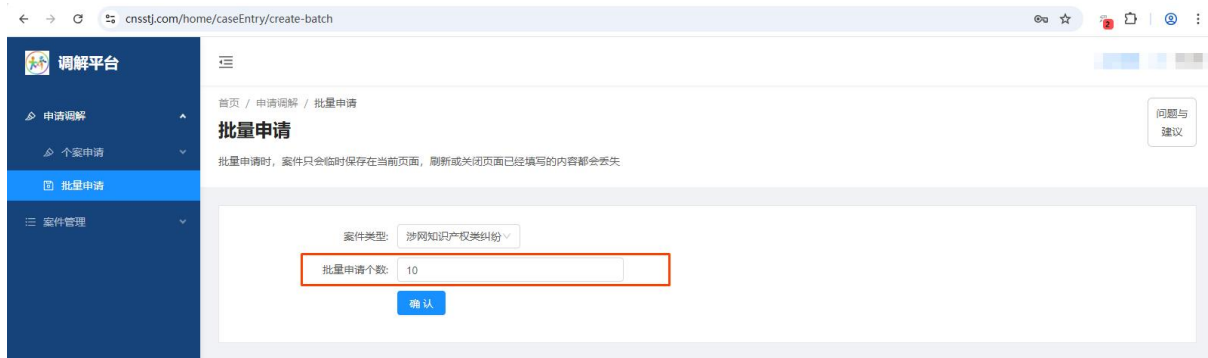 cnsstj.com/home/caseEntry/create-batch
2
调解平台
首页 / 申请调解 / 批量申请
问题与
建议
申请调解
批量申请
个案申请
批量申请时，案件只会临时保存在当前页面，刷新或关闭页面已经填写的内容都会丢失
批量申请
案件管理
案件类型: 涉网知识产权类纠纷
批量申请个数: 10
确 认